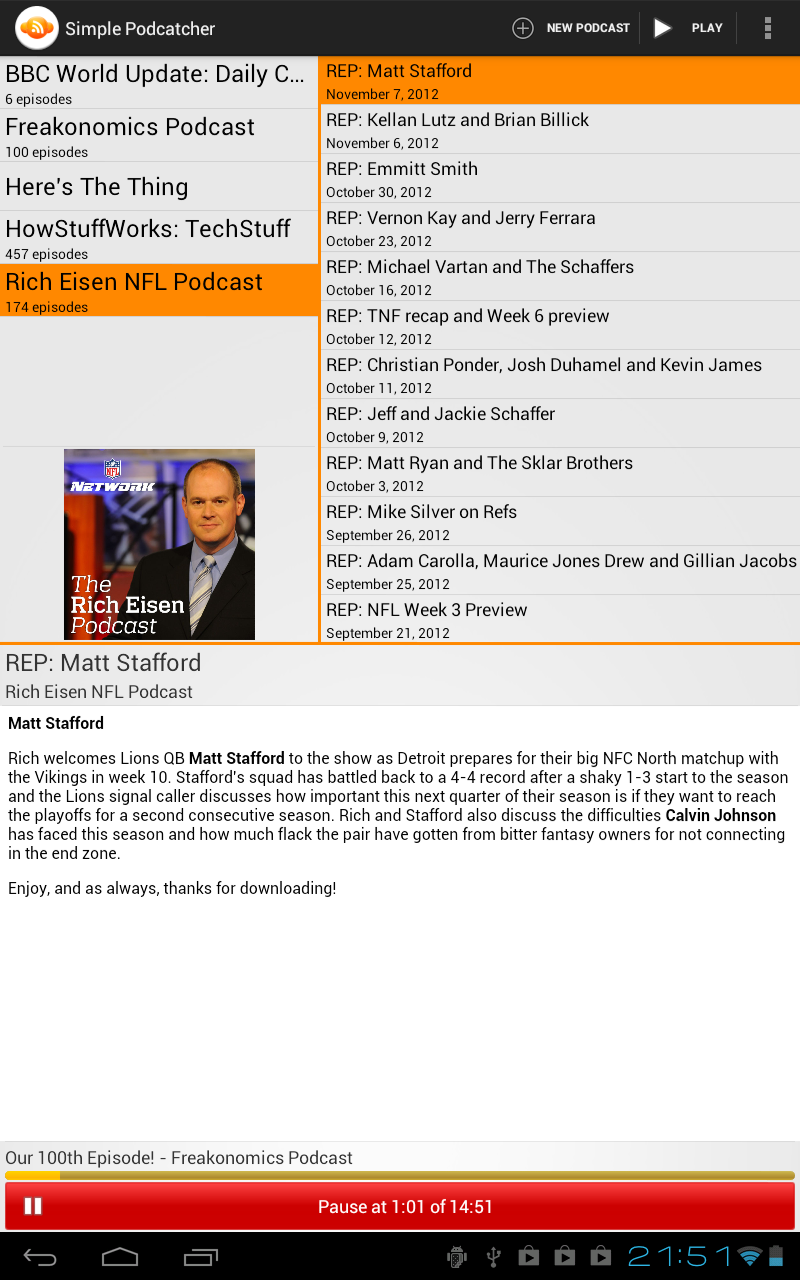 Simple Podcatcher
NEW PODCAST
PLAY
BBC World Update: Daily C...
6 episodes
Freakonomics Podcast
100 episodes
Here's The Thing
HowStuffWorks: TechStuff
457 episodes
Rich Eisen NFL Podcast
174 episodes
NFL
NETWORK
The
Rich Eisen
Podcast
REP: Matt Stafford
November 7, 2012
REP: Kellan Lutz and Brian Billick
November 6, 2012
REP: Emmitt Smith
October 30, 2012
REP: Vernon Kay and Jerry Ferrara
October 23, 2012
REP: Michael Vartan and The Schaffers
October 16, 2012
REP: TNF recap and Week 6 preview
October 12, 2012
REP: Christian Ponder, Josh Duhamel and Kevin James
October 11, 2012
REP: Jeff and Jackie Schaffer
October 9, 2012
REP: Matt Ryan and The Sklar Brothers
October 3, 2012
REP: Mike Silver on Refs
September 26, 2012
REP: Adam Carolla, Maurice Jones Drew and Gillian Jacobs
September 25, 2012
REP: NFL Week 3 Preview
September 21, 2012
REP: Matt Stafford
Rich Eisen NFL Podcast
Matt Stafford
Rich welcomes Lions QB Matt Stafford to the show as Detroit prepares for their big NFC North matchup with
the Vikings in week 10. Stafford's squad has battled back to a 4-4 record after a shaky 1-3 start to the season
and the Lions signal caller discusses how important this next quarter of their season is if they want to reach
the playoffs for a second consecutive season. Rich and Stafford also discuss the difficulties Calvin Johnson
has faced this season and how much flack the pair have gotten from bitter fantasy owners for not connecting
in the end zone.
Enjoy, and as always, thanks for downloading!
Our 100th Episode! - Freakonomics Podcast
Pause at 1:01 of 14:51
21:51